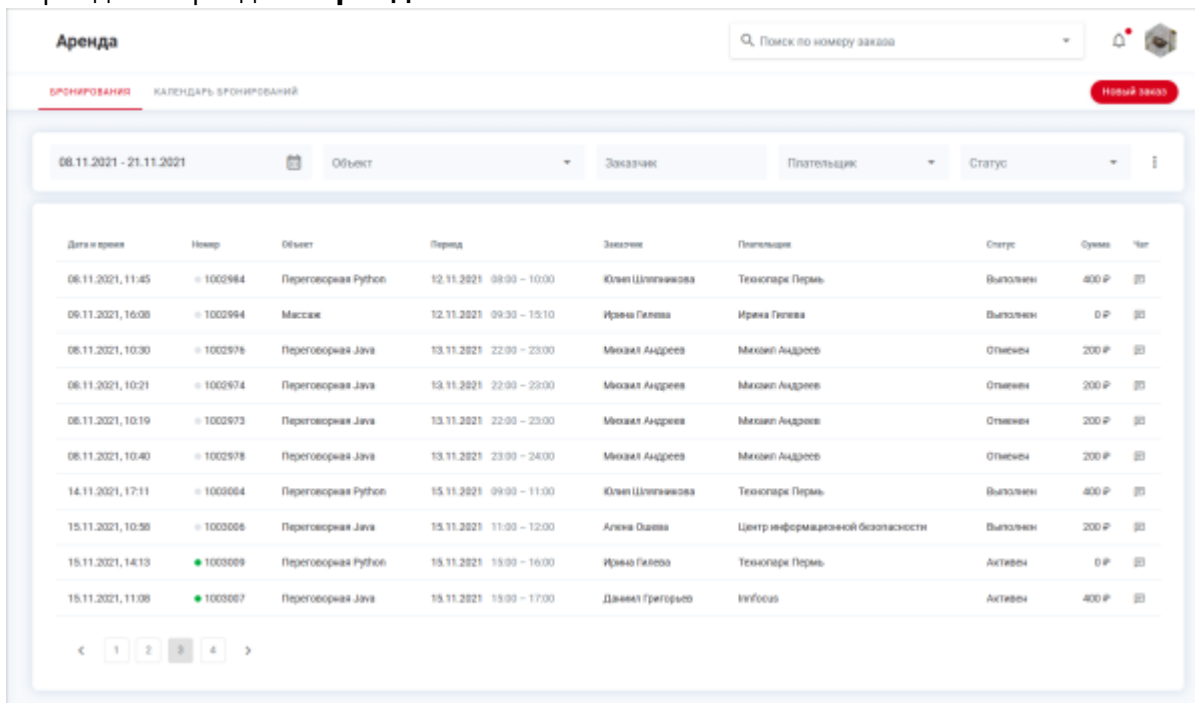 Аренда
Поиск по номеру заказа
БРОНИРОВАНИЯ КАЛЕНДАРЬ БРОНИРОВАНИЙ
Новый заказ
08.11.2021 - 21.11.2021 Объект Заказчик Плательщик Статус
Дата и время Номер Объект Период Заказчик Плательщик Статус Сумма Чат
08.11.2021, 11:45 1002984 Переговорная Python 12.11.2021 08:00 – 10:00 Юлия Шляпникова Технопарк Пермь Выполнен 400 ₽
09.11.2021, 16:08 1002994 Массаж 12.11.2021 09:30 – 15:10 Ирина Гилева Ирина Гилева Выполнен 0 ₽
08.11.2021, 10:30 1002976 Переговорная Java 13.11.2021 22:00 – 23:00 Михаил Андреев Михаил Андреев Отменен 200 ₽
08.11.2021, 10:21 1002974 Переговорная Java 13.11.2021 22:00 – 23:00 Михаил Андреев Михаил Андреев Отменен 200 ₽
08.11.2021, 10:19 1002973 Переговорная Java 13.11.2021 22:00 – 23:00 Михаил Андреев Михаил Андреев Отменен 200 ₽
08.11.2021, 10:40 1002978 Переговорная Java 13.11.2021 23:00 – 24:00 Михаил Андреев Михаил Андреев Отменен 200 ₽
14.11.2021, 17:11 1003004 Переговорная Python 15.11.2021 09:00 – 11:00 Юлия Шляпникова Технопарк Пермь Выполнен 400 ₽
15.11.2021, 10:58 1003006 Переговорная Java 15.11.2021 11:00 – 12:00 Алена Ошева Центр информационной безопасности Выполнен 200 ₽
15.11.2021, 14:13 1003009 Переговорная Python 15.11.2021 15:00 – 16:00 Ирина Гилева Технопарк Пермь Активен 0 ₽
15.11.2021, 11:08 1003007 Переговорная Java 15.11.2021 15:00 – 17:00 Даниил Григорьев Innfocus Активен 400 ₽
1 2 3 4